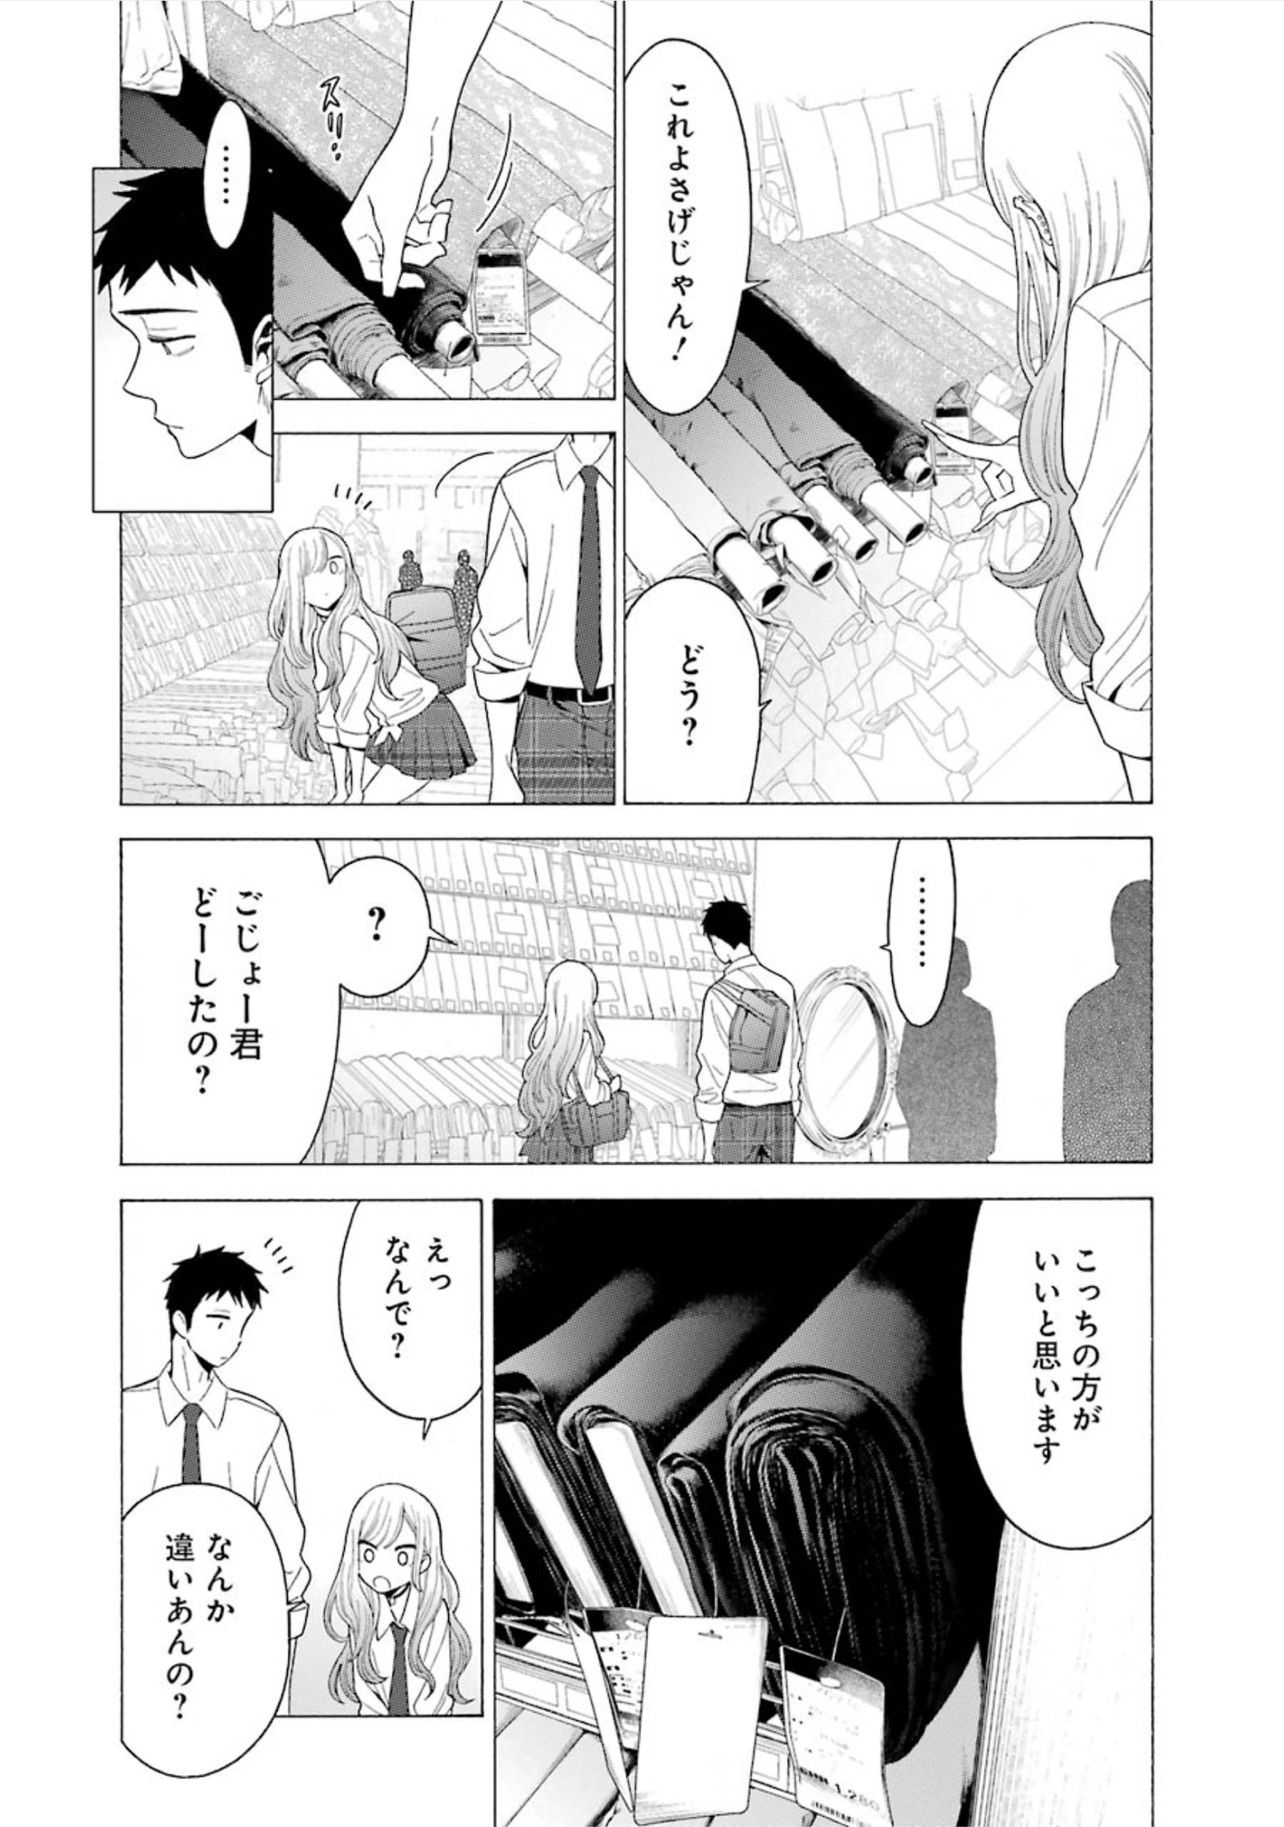 これよさげじゃん！
どう？
スリ…
……
………
？
ごじょー君
どーしたの？
こっちの方が
いいと思います
1,280
えっ
なんで？
なんか
違いあんの？